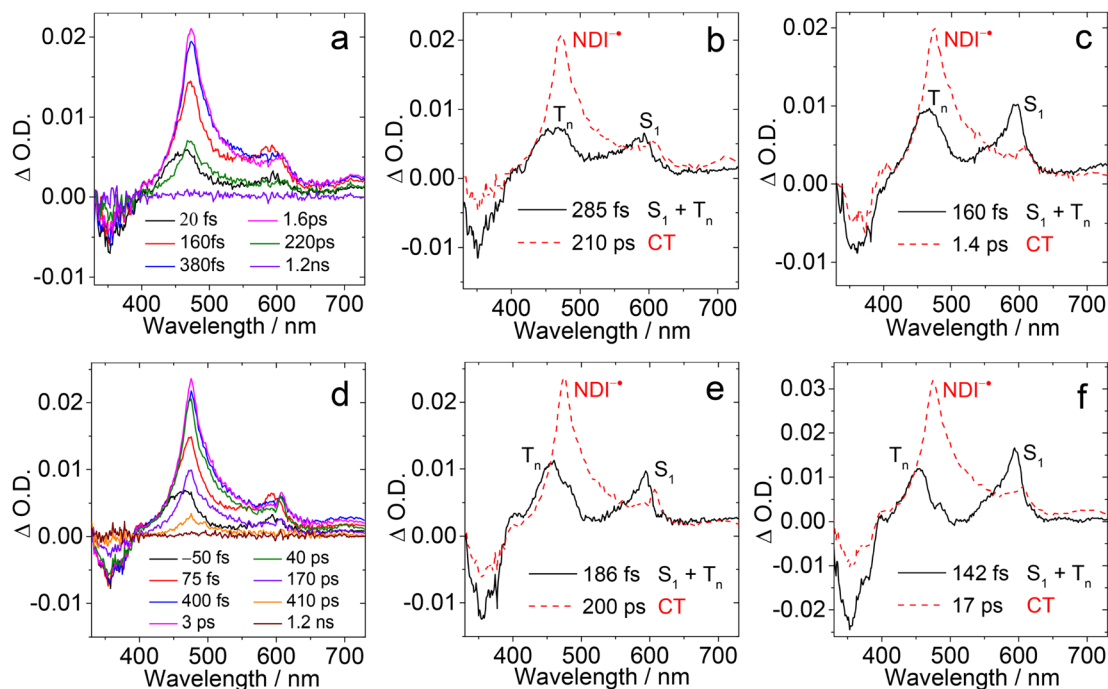 a
Δ O.D.
0.02
0.01
0.00
-0.01
20 fs
160fs
380fs
1.6ps
220ps
1.2ns
400
500
600
700
Wavelength / nm
b
Δ O.D.
0.02
0.01
0.00
-0.01
NDI⁻•
Tₙ
S₁
285 fs S₁ + Tₙ
210 ps CT
400
500
600
700
Wavelength / nm
c
Δ O.D.
0.02
0.01
0.00
-0.01
NDI⁻•
Tₙ
S₁
160 fs S₁ + Tₙ
1.4 ps CT
400
500
600
700
Wavelength / nm
d
Δ O.D.
0.02
0.01
0.00
-0.01
–50 fs
75 fs
400 fs
3 ps
40 ps
170 ps
410 ps
1.2 ns
400
500
600
700
Wavelength / nm
e
Δ O.D.
0.02
0.01
0.00
-0.01
NDI⁻•
Tₙ
S₁
186 fs S₁ + Tₙ
200 ps CT
400
500
600
700
Wavelength / nm
f
Δ O.D.
0.03
0.02
0.01
0.00
-0.01
-0.02
NDI⁻•
Tₙ
S₁
142 fs S₁ + Tₙ
17 ps CT
400
500
600
700
Wavelength / nm